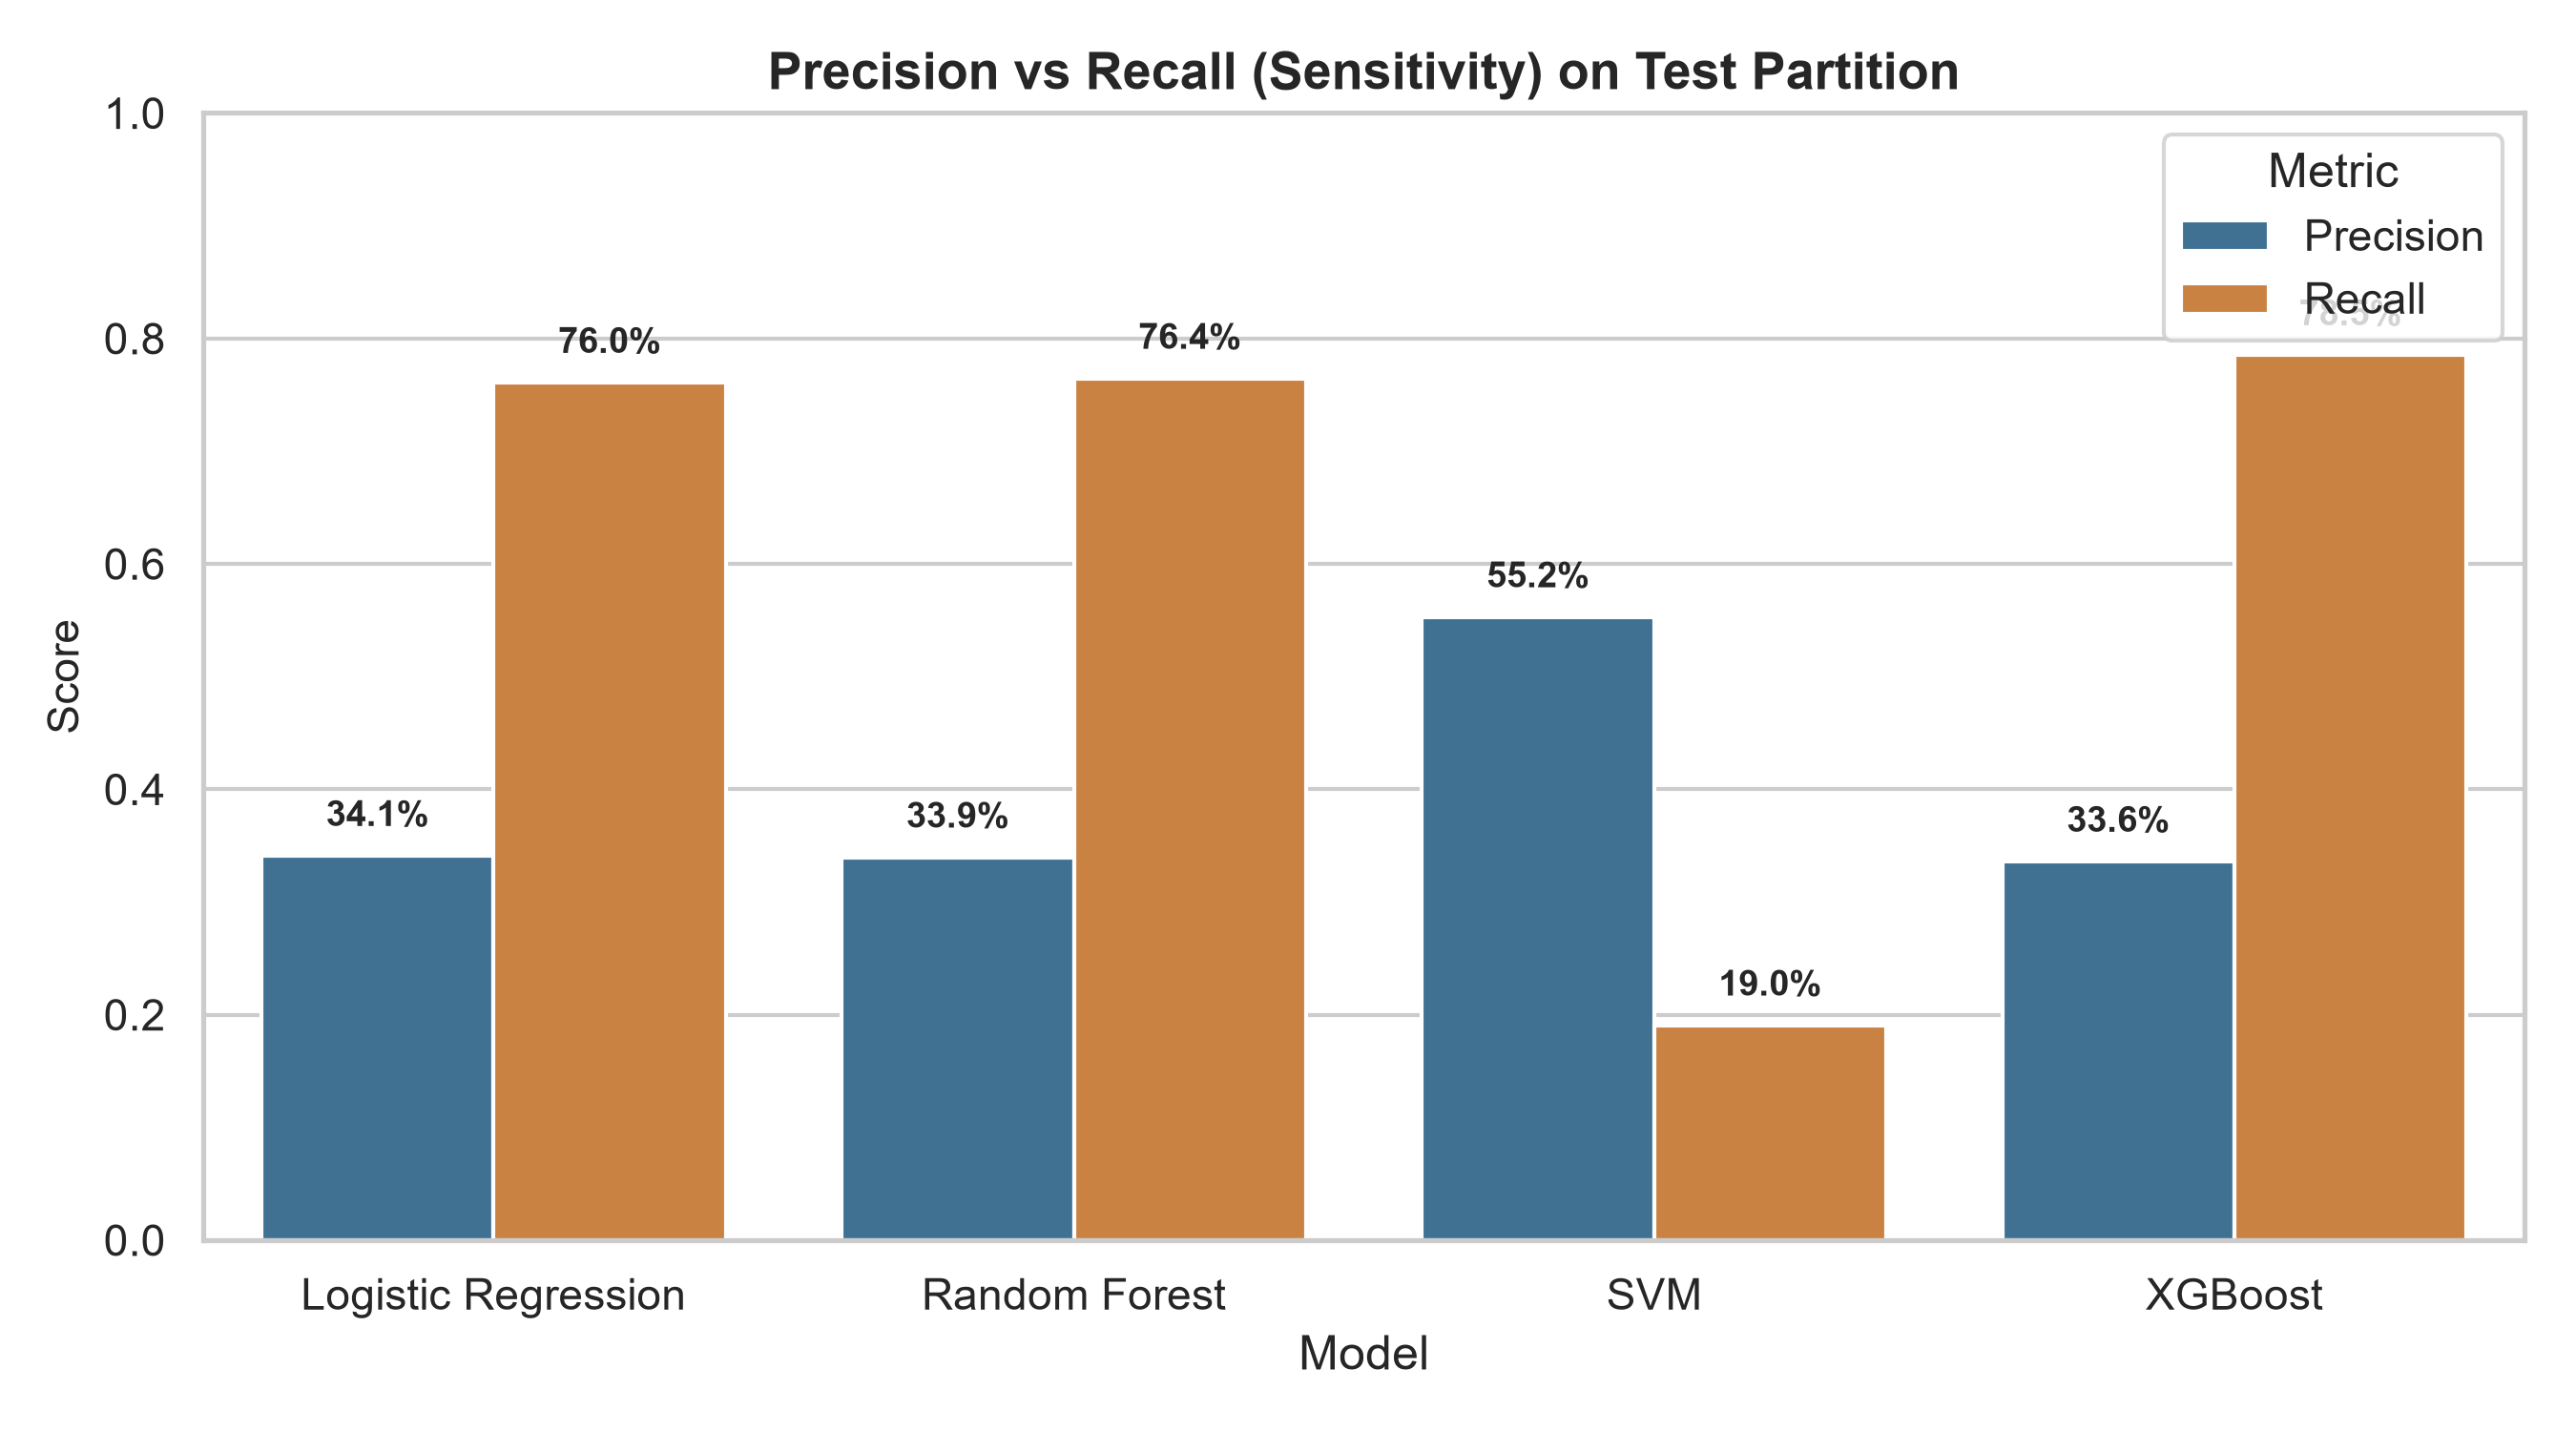 Precision vs Recall (Sensitivity) on Test Partition
1.0
0.8
0.6
0.4
0.2
0.0
Score
Metric
Precision
Recall
78.5%
76.0%
76.4%
55.2%
34.1%
33.9%
33.6%
19.0%
Logistic Regression
Random Forest
SVM
XGBoost
Model